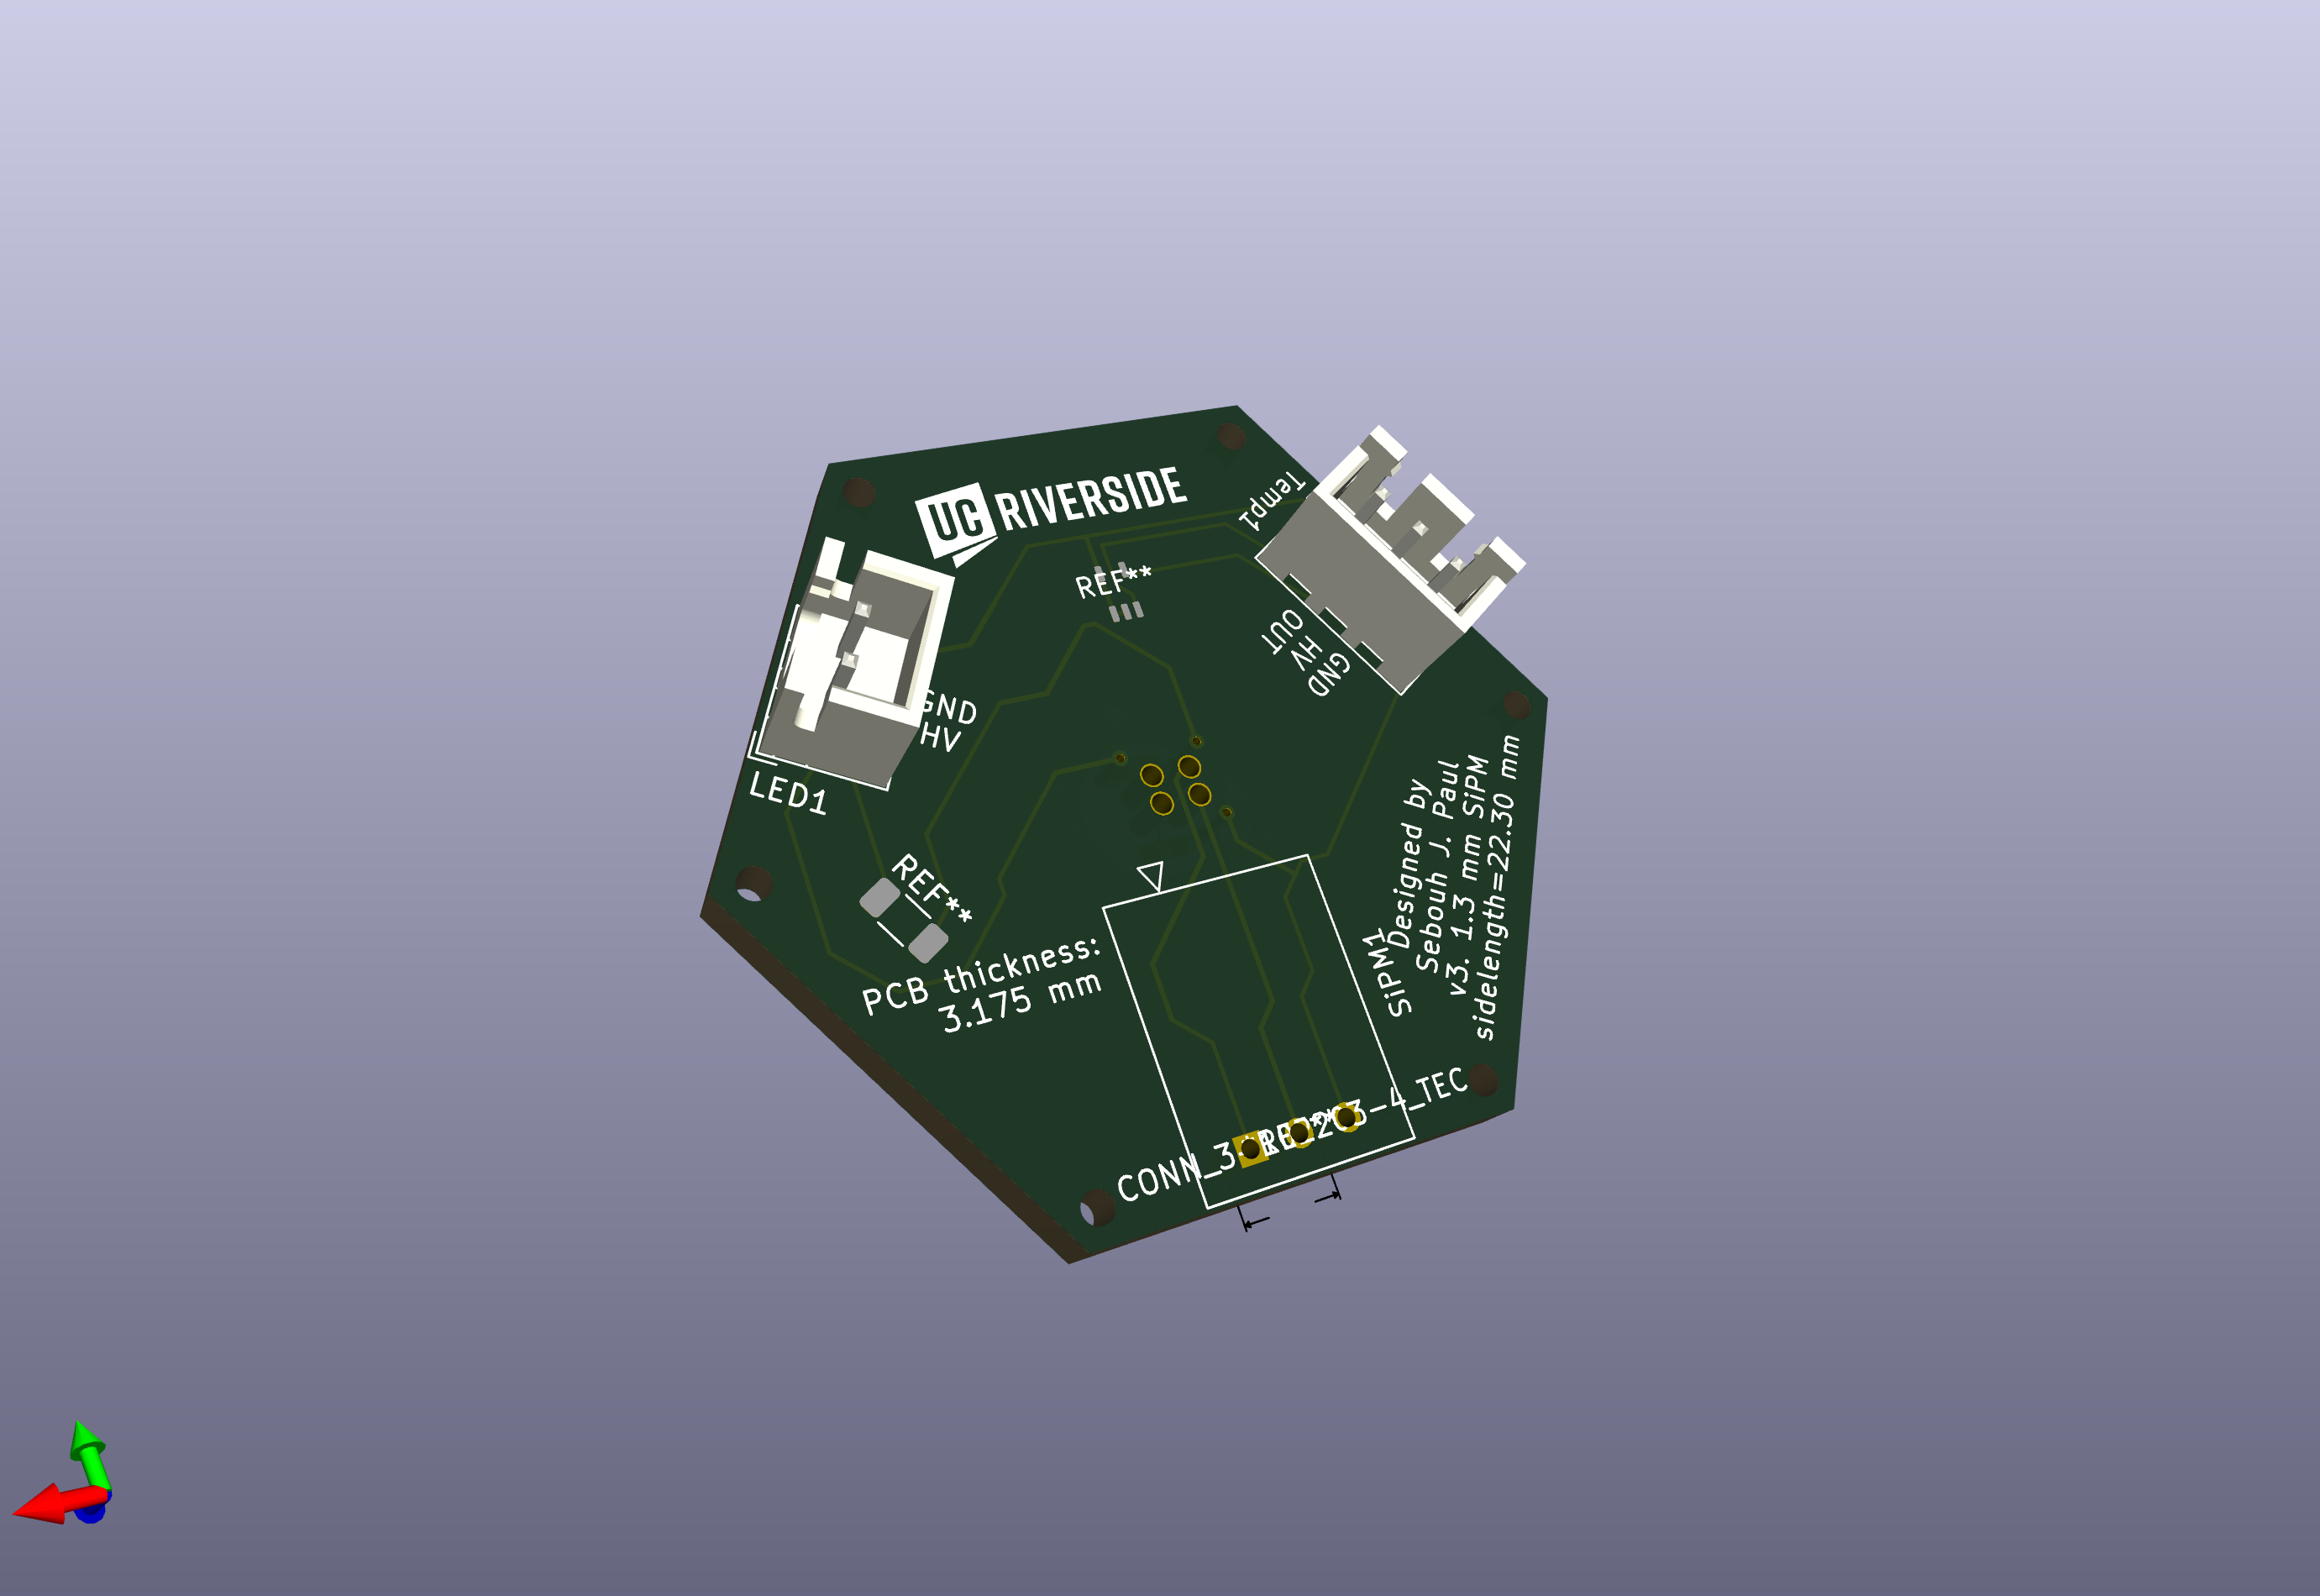 UC RIVERSIDE
Temp1
REF**
OUT
HV
GND
GND
HV
LED1
REF**
PCB thickness:
3.175 mm
Designed by
Sebouh J. Paul
v3. 1.3 mm SiPM
sidelength=22.30 mm
SiPM1